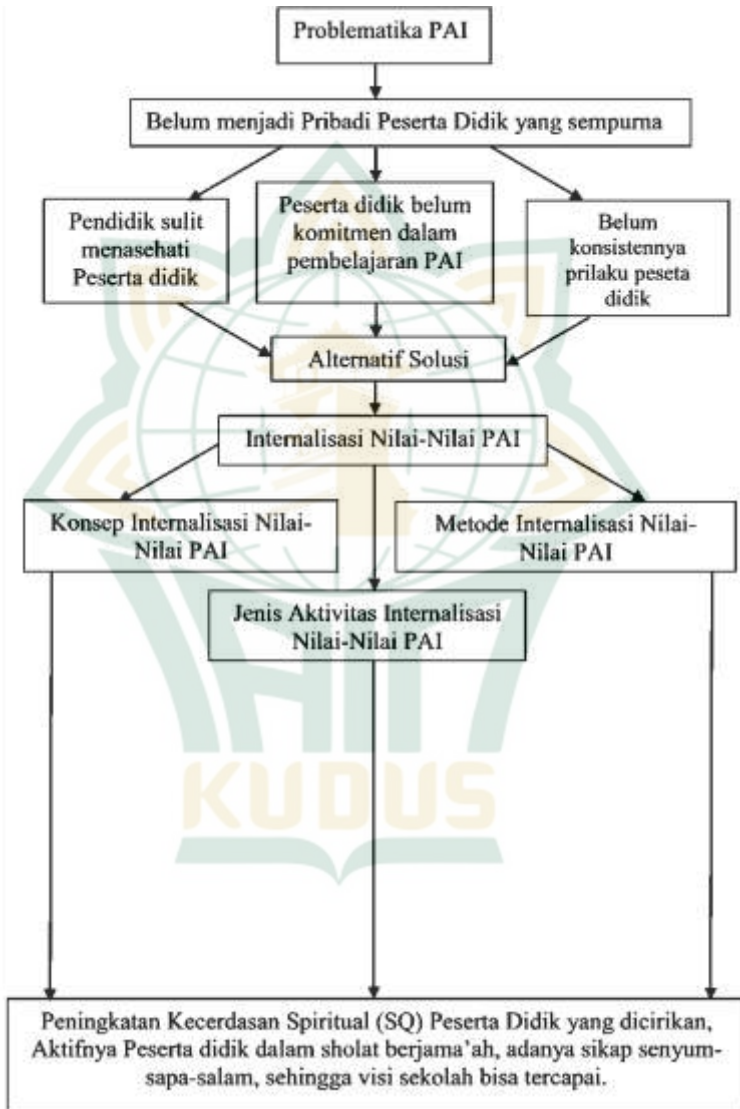 Problematika PAI
Belum menjadi Pribadi Peserta Didik yang sempurna
Pendidik sulit
menasehati
Peserta didik
Peserta didik belum
komitmen dalam
pembelajaran PAI
Belum
konsistennya
prilaku peseta
didik
Alternatif Solusi
Internalisasi Nilai-Nilai PAI
Konsep Internalisasi Nilai-
Nilai PAI
Metode Internalisasi Nilai-
Nilai PAI
Jenis Aktivitas Internalisasi
Nilai-Nilai PAI
KUDUS
Peningkatan Kecerdasan Spiritual (SQ) Peserta Didik yang dicirikan,
Aktifnya Peserta didik dalam sholat berjama’ah, adanya sikap senyum-
sapa-salam, sehingga visi sekolah bisa tercapai.